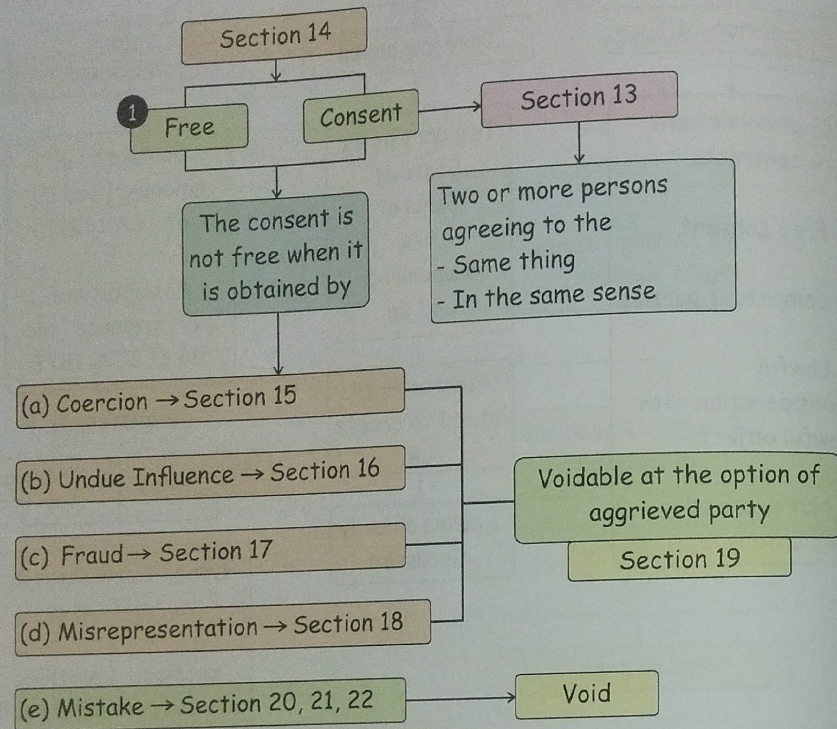 Section 14
1
Free
Consent
Section 13
The consent is
not free when it
is obtained by
Two or more persons
agreeing to the
- Same thing
- In the same sense
(a) Coercion → Section 15
(b) Undue Influence → Section 16
(c) Fraud → Section 17
(d) Misrepresentation → Section 18
Voidable at the option of
aggrieved party
Section 19
(e) Mistake → Section 20, 21, 22
Void